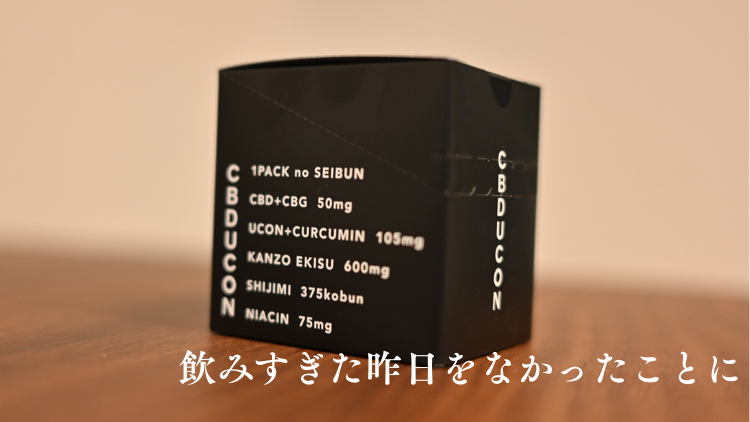 CBDUCON
1PACK no SEIBUN
CBD+CBG 50mg
UCON+CURCUMIN 105mg
KANZO EKISU 600mg
SHIJIMI 375kobun
NIACIN 75mg
CBDUCON
飲みすぎた昨日をなかったことに